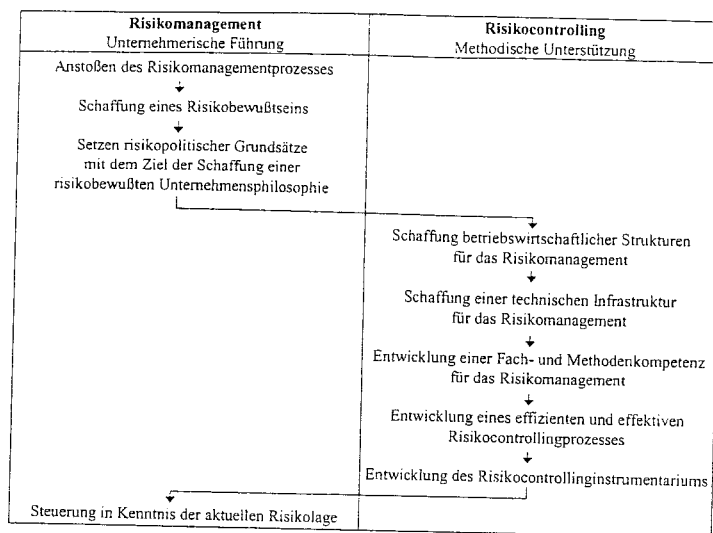 Risikomanagement
Unternehmerische Führung
Risikocontrolling
Methodische Unterstützung
Anstoßen des Risikomanagementprozesses
Schaffung eines Risikobewußtseins
Setzen risikopolitischer Grundsätze
mit dem Ziel der Schaffung einer
risikobewußten Unternehmensphilosophie
Schaffung betriebswirtschaftlicher Strukturen
für das Risikomanagement
Schaffung einer technischen Infrastruktur
für das Risikomanagement
Entwicklung einer Fach- und Methodenkompetenz
für das Risikomanagement
Entwicklung eines effizienten und effektiven
Risikocontrollingprozesses
Entwicklung des Risikocontrollinginstrumentariums
Steuerung in Kenntnis der aktuellen Risikolage